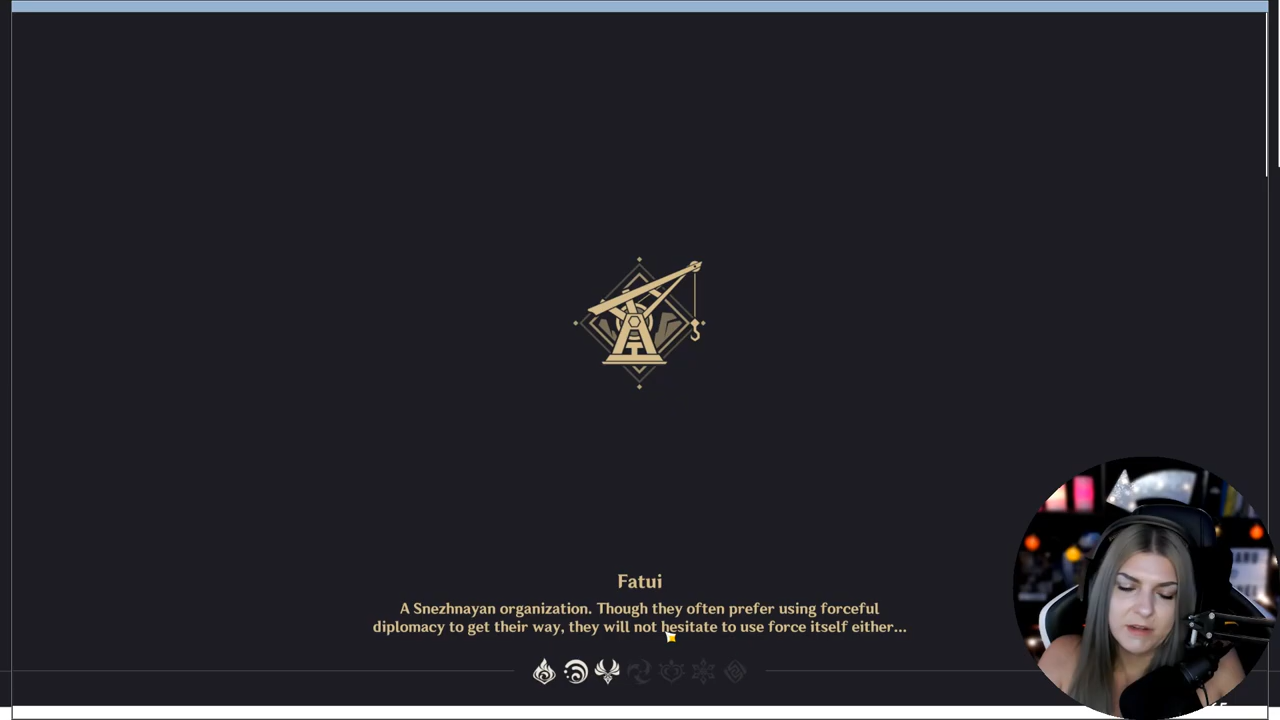 Fatui
A Snezhnayan organization. Though they often prefer using forceful
diplomacy to get their way, they will not hesitate to use force itself either...